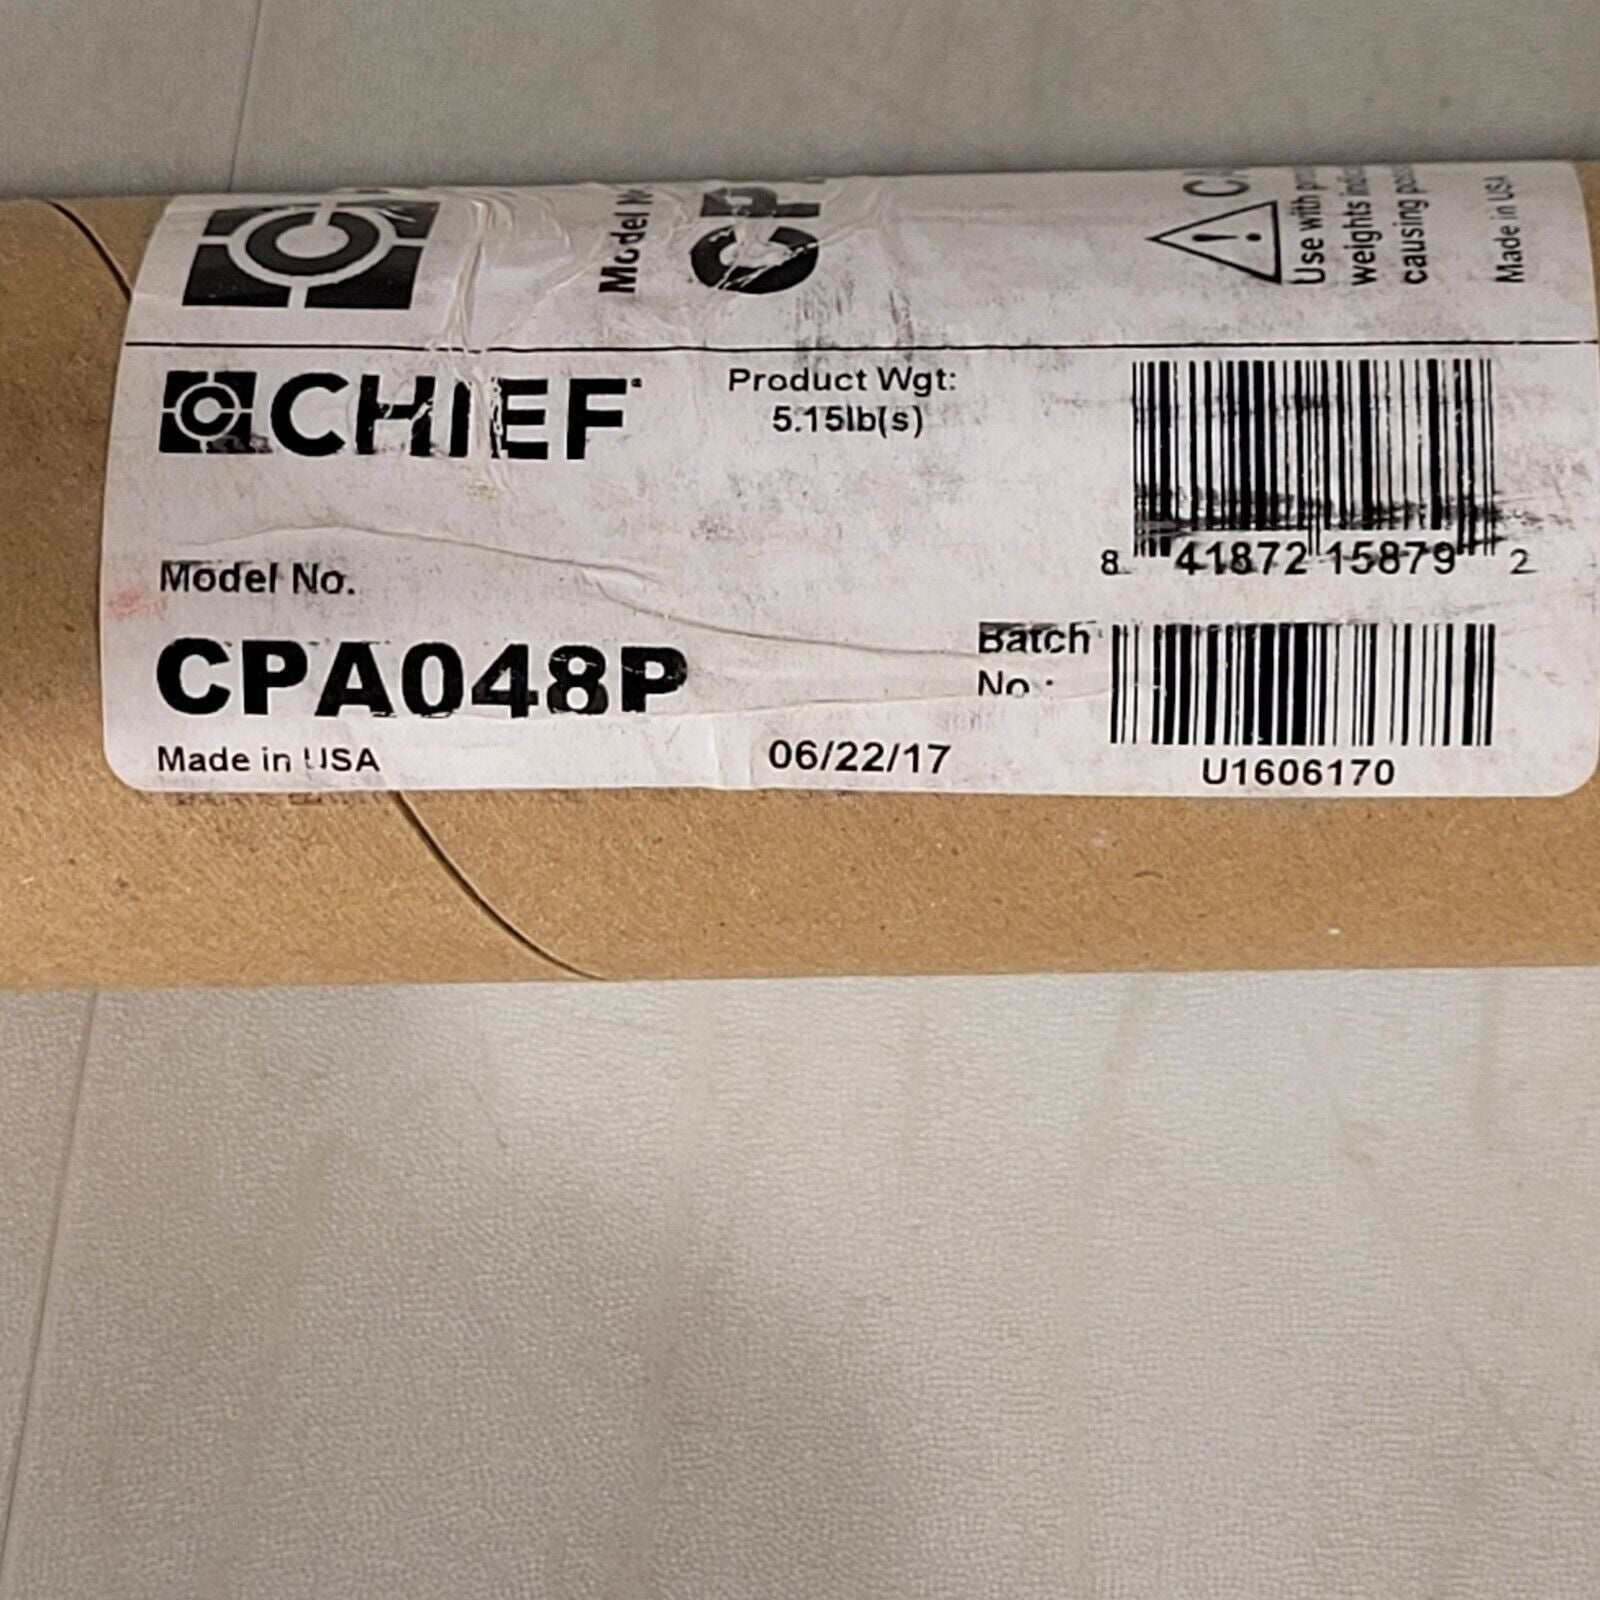 Model N
CP
Use with
weights
causing
Made in USA
CHIEF
Product Wgt:
5.15lb(s)
8 41872 15879 2
Model No.
CPA048P
Batch
No.:
Made in USA
06/22/17
U1606170